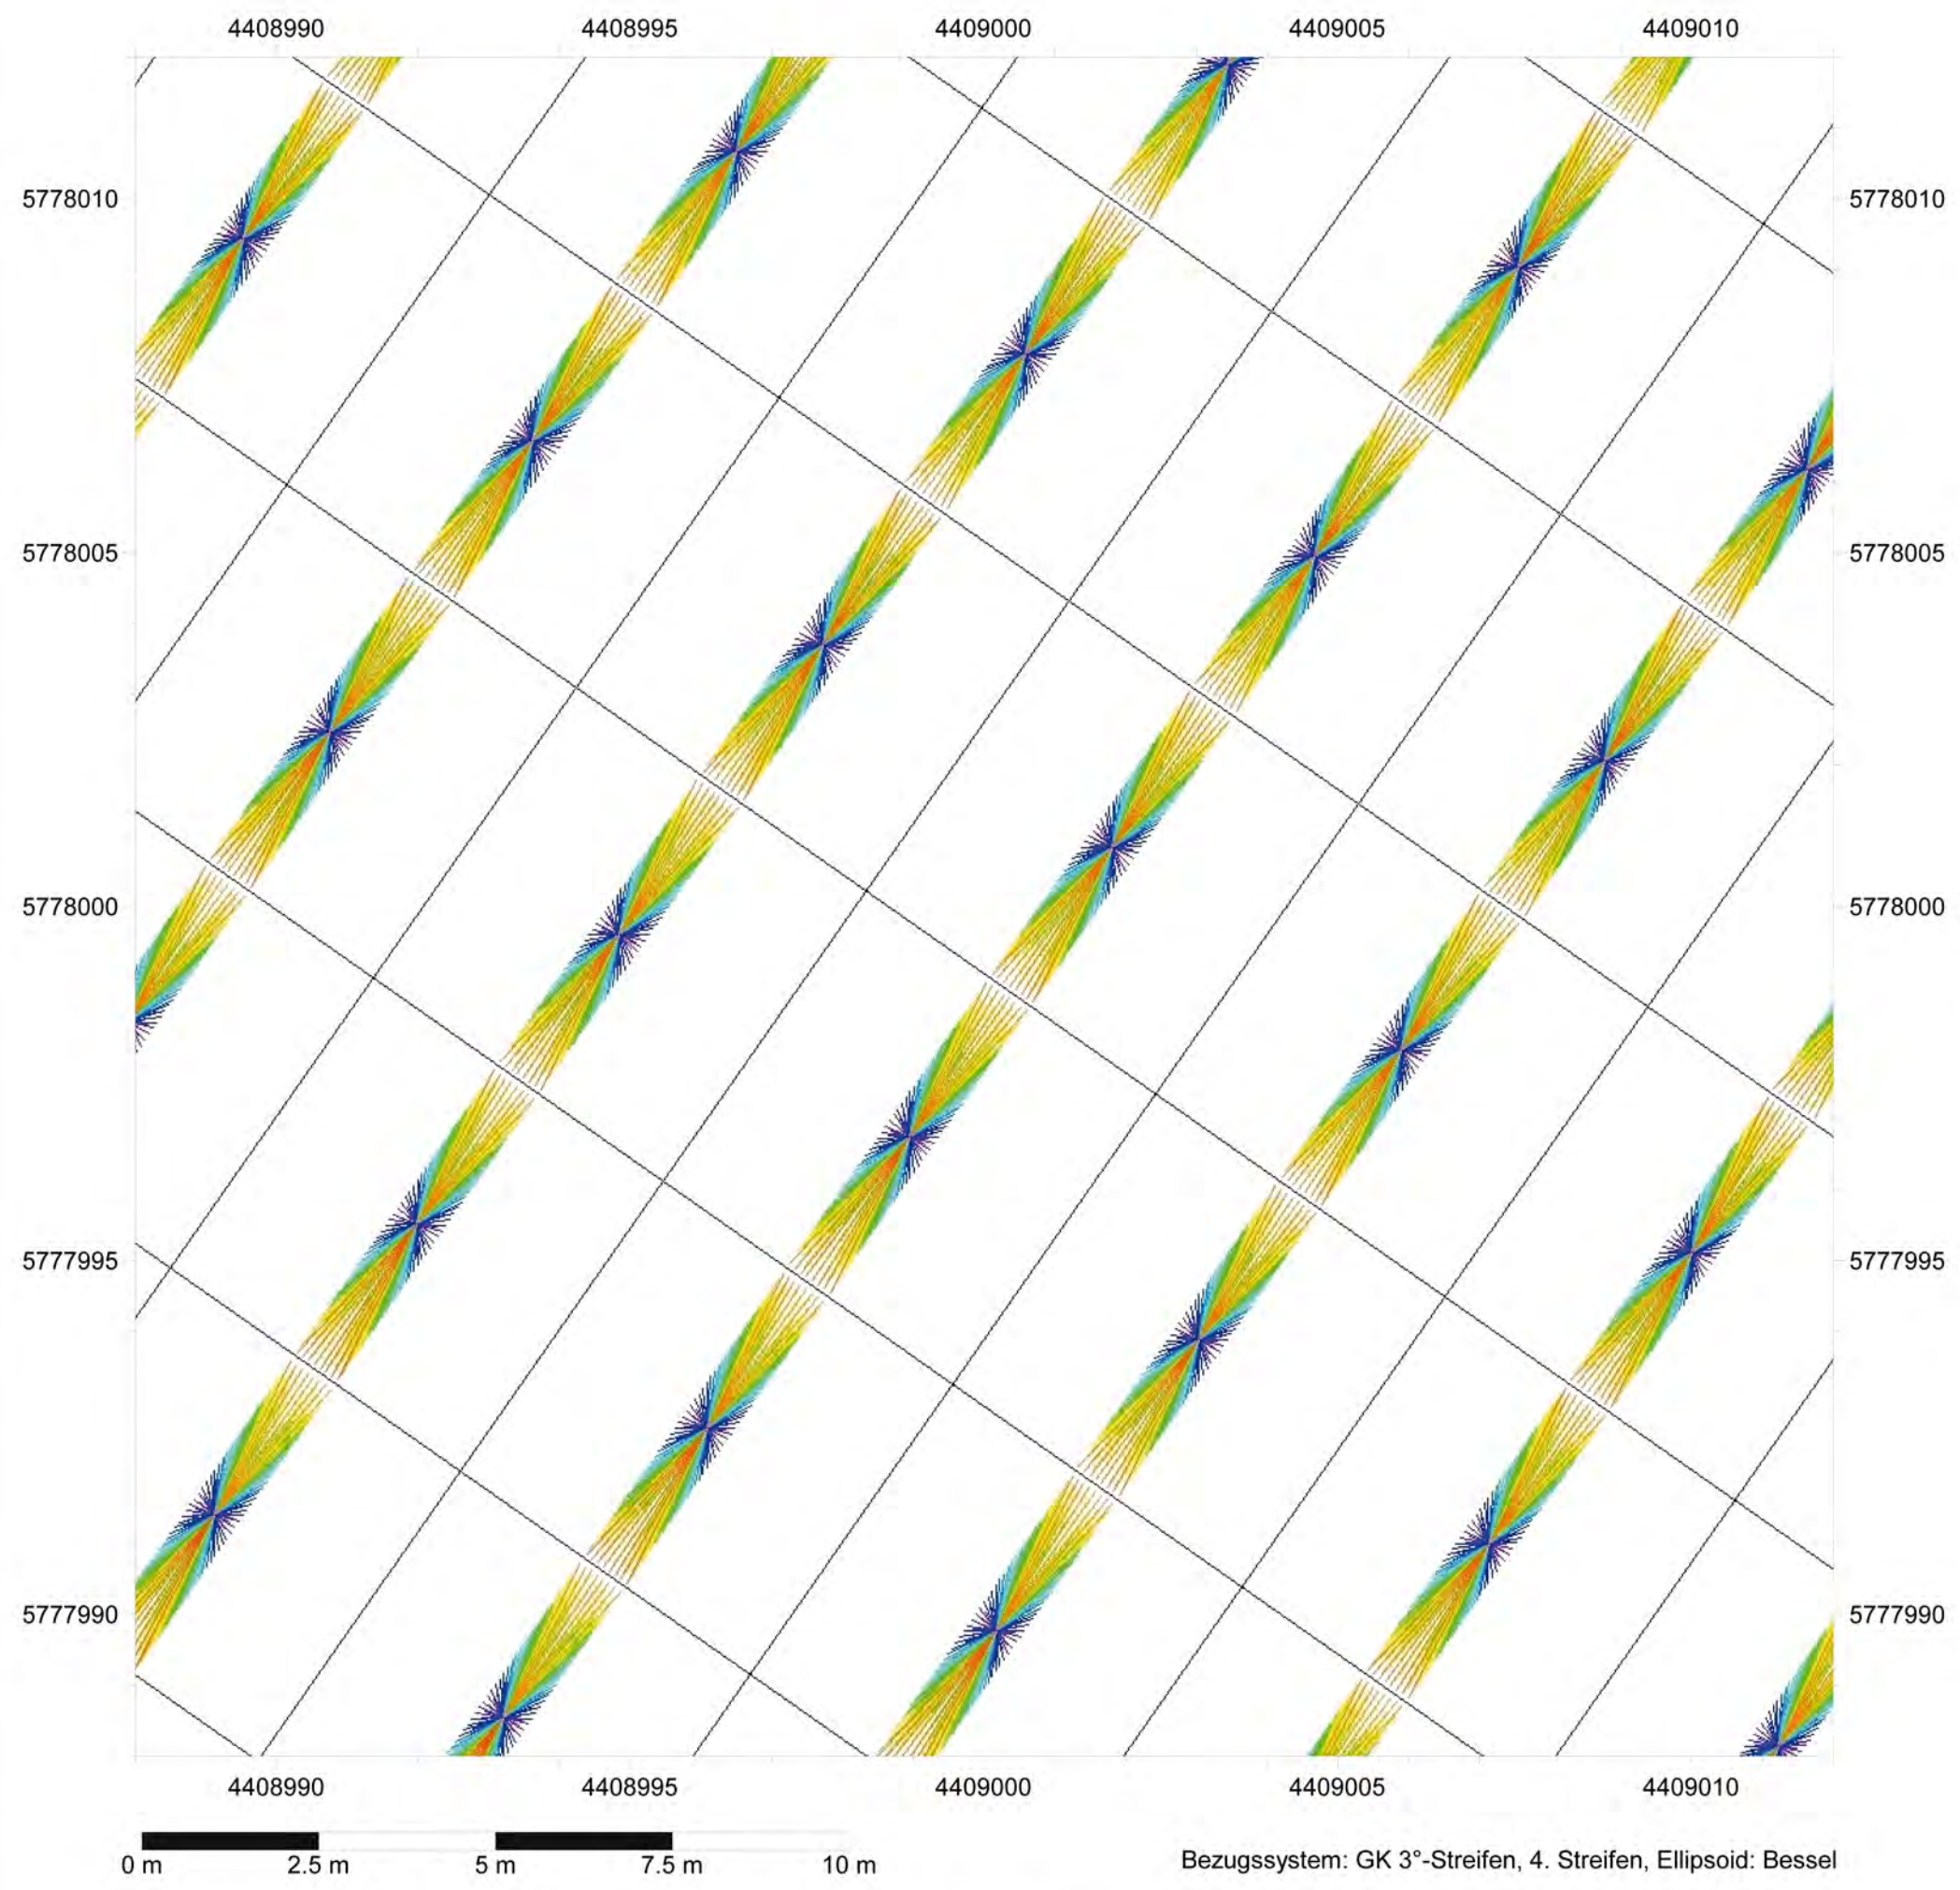 4408990 4408995 4409000 4409005 4409010
5778010 5778010
5778005 5778005
5778000 5778000
5777995 5777995
5777990 5777990
4408990 4408995 4409000 4409005 4409010
0 m 2.5 m 5 m 7.5 m 10 m
Bezugssystem: GK 3°-Streifen, 4. Streifen, Ellipsoid: Bessel